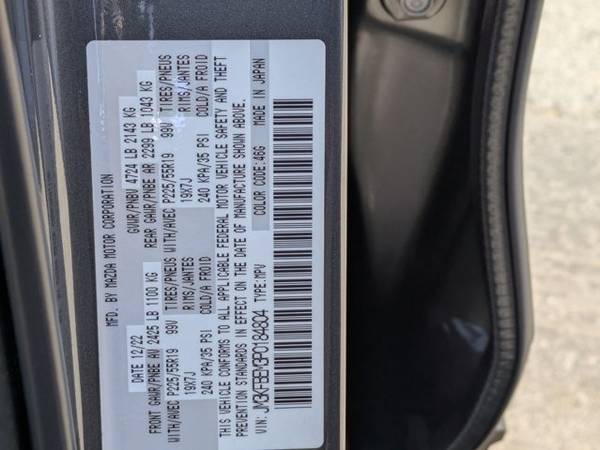 MFD. BY MAZDA MOTOR CORPORATION
DATE 12/22 GVWR/PNBV 4724 LB 2143 KG
FRONT GAWR/PNBE AV 2425 LB 1100 KG REAR GAWR/PNBE AR 2299 LB 1043 KG
WITH/AVEC P225/55R19 99V TIRES/PNEUS WITH/AVEC P225/55R19 99V TIRES/PNEUS
19X7J RIMS/JANTES 19X7J RIMS/JANTES
240 KPA/35 PSI COLD/A FROID 240 KPA/35 PSI COLD/A FROID
THIS VEHICLE CONFORMS TO ALL APPLICABLE FEDERAL MOTOR VEHICLE SAFETY AND THEFT
PREVENTION STANDARDS IN EFFECT ON THE DATE OF MANUFACTURE SHOWN ABOVE.
VIN: TYPE: MPV COLOR CODE: 46G MADE IN JAPAN